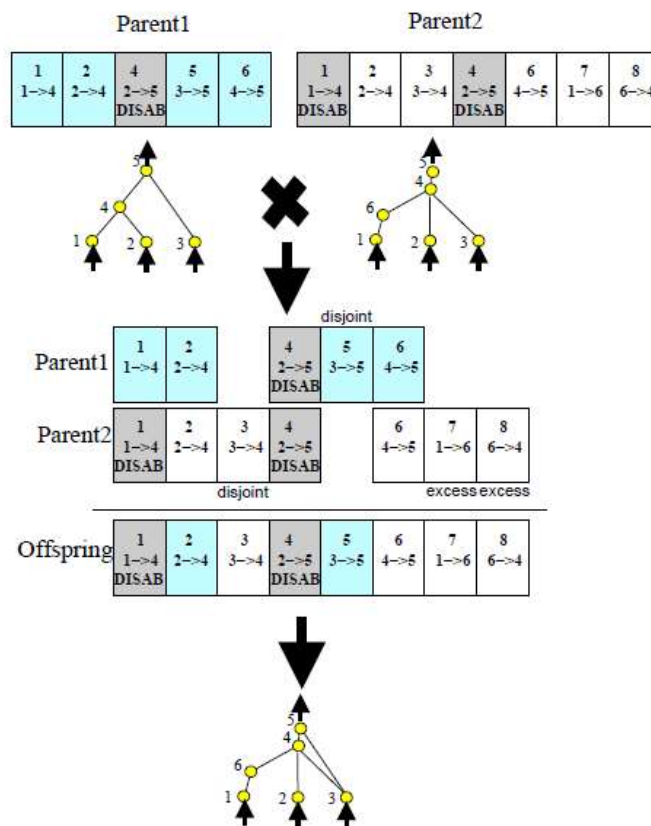 Parent1 Parent2
1 2 4 5 6 1 2 3 4 6 7 8
1->4 2->4 2->5 3->5 4->5 1->4 2->4 3->4 2->5 4->5 1->6 6->4
DISAB DISAB DISAB
5 5
4 4
6
1 2 3 1 2 3
disjoint
Parent1 1 2 4 5 6
1->4 2->4 2->5 3->5 4->5
DISAB
Parent2 1 2 3 4 6 7 8
1->4 2->4 3->4 2->5 4->5 1->6 6->4
DISAB DISAB
disjoint excess excess
Offspring 1 2 3 4 5 6 7 8
1->4 2->4 3->4 2->5 3->5 4->5 1->6 6->4
DISAB DISAB
5
4
6
1 2 3